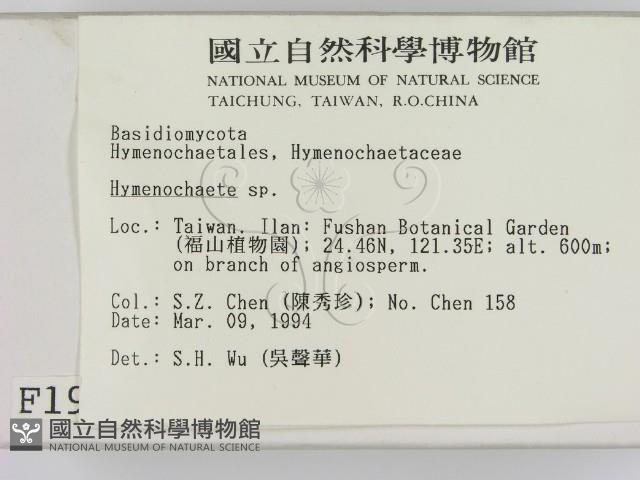 國立自然科學博物館
NATIONAL MUSEUM OF NATURAL SCIENCE
TAICHUNG, TAIWAN, R.O.CHINA
Basidiomycota
Hymenochaetales, Hymenochaetaceae
Hymenochaete sp.
Loc.: Taiwan. Ilan: Fushan Botanical Garden
(福山植物園); 24.46N, 121.35E; alt. 600m;
on branch of angiosperm.
Col.: S.Z. Chen (陳秀珍); No. Chen 158
Date: Mar. 09, 1994
Det.: S.H. Wu (吳聲華)
F19
國立自然科學博物館
NATIONAL MUSEUM OF NATURAL SCIENCE